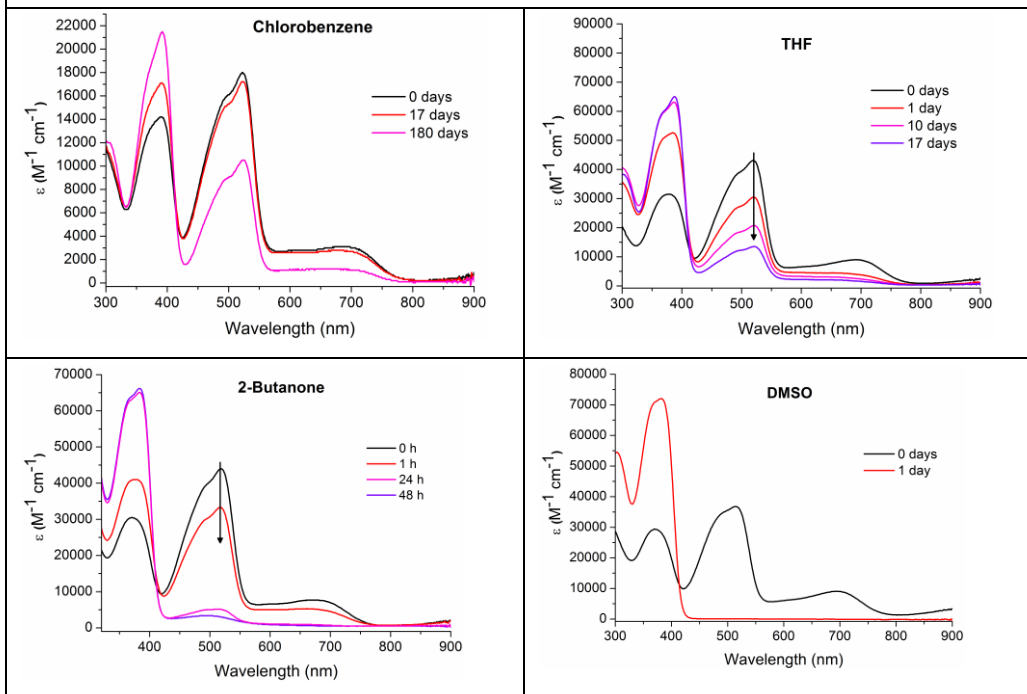 Chlorobenzene
22000
20000
18000
16000
14000
12000
10000
8000
6000
4000
2000
0
ε (M⁻¹ cm⁻¹)
0 days
17 days
180 days
300 400 500 600 700 800 900
Wavelength (nm)
THF
90000
80000
70000
60000
50000
40000
30000
20000
10000
0
ε (M⁻¹ cm⁻¹)
0 days
1 day
10 days
17 days
300 400 500 600 700 800 900
Wavelength (nm)
2-Butanone
70000
60000
50000
40000
30000
20000
10000
0
ε (M⁻¹ cm⁻¹)
0 h
1 h
24 h
48 h
400 500 600 700 800 900
Wavelength (nm)
DMSO
80000
70000
60000
50000
40000
30000
20000
10000
0
ε (M⁻¹ cm⁻¹)
0 days
1 day
300 400 500 600 700 800 900
Wavelength (nm)